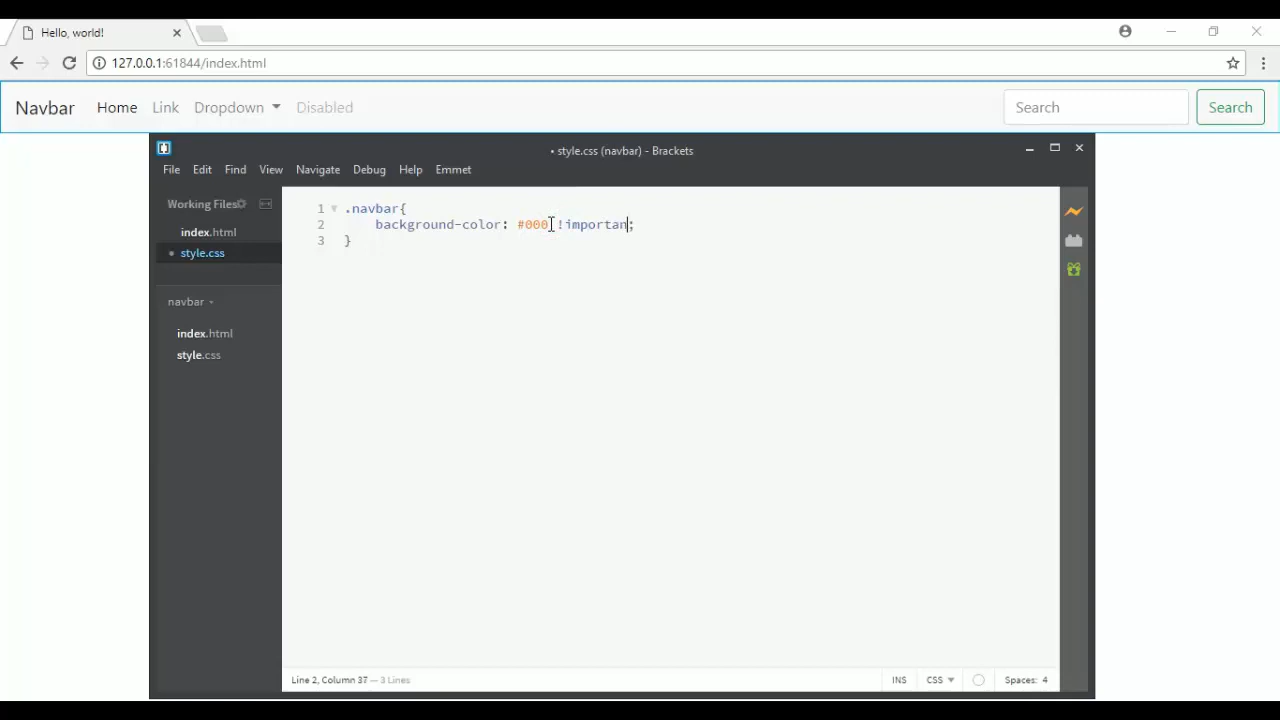 Hello, world!
127.0.0.1:61844/index.html
Navbar Home Link Dropdown Disabled Search Search
• style.css (navbar) - Brackets
File Edit Find View Navigate Debug Help Emmet
Working Files
index.html
• style.css
navbar
index.html
style.css
1 .navbar{
2 background-color: #000 !importan;
3 }
Line 2, Column 37 — 3 Lines
INS CSS Spaces: 4